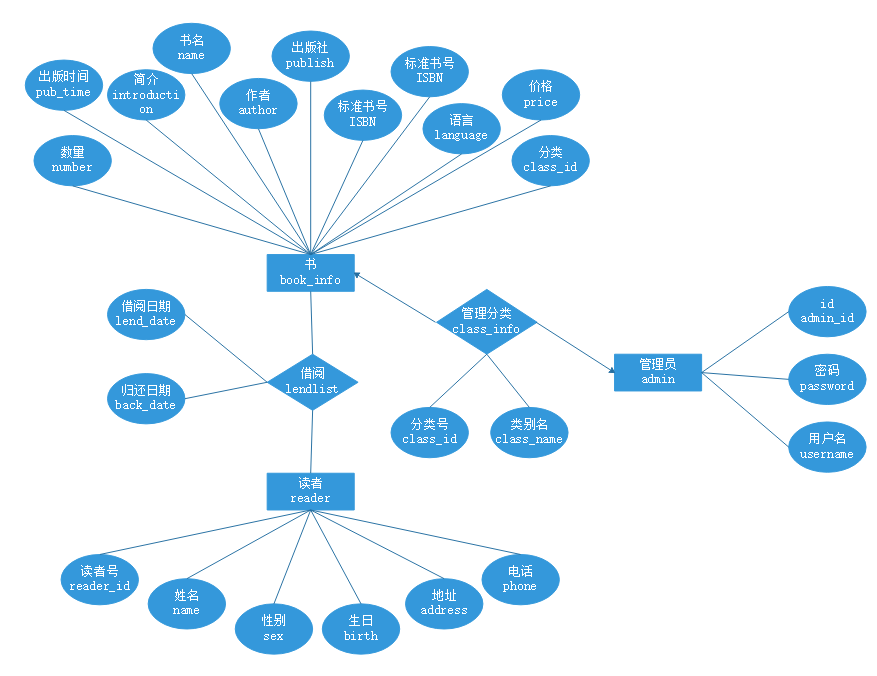 书名
name
出版社
publish
标准书号
ISBN
出版时间
pub_time
简介
introducti
on
作者
author
标准书号
ISBN
语言
language
价格
price
数量
number
分类
class_id
书
book_info
借阅日期
lend_date
管理分类
class_info
id
admin_id
借阅
lendlist
管理员
admin
密码
password
归还日期
back_date
分类号
class_id
类别名
class_name
用户名
username
读者
reader
读者号
reader_id
姓名
name
性别
sex
生日
birth
地址
address
电话
phone